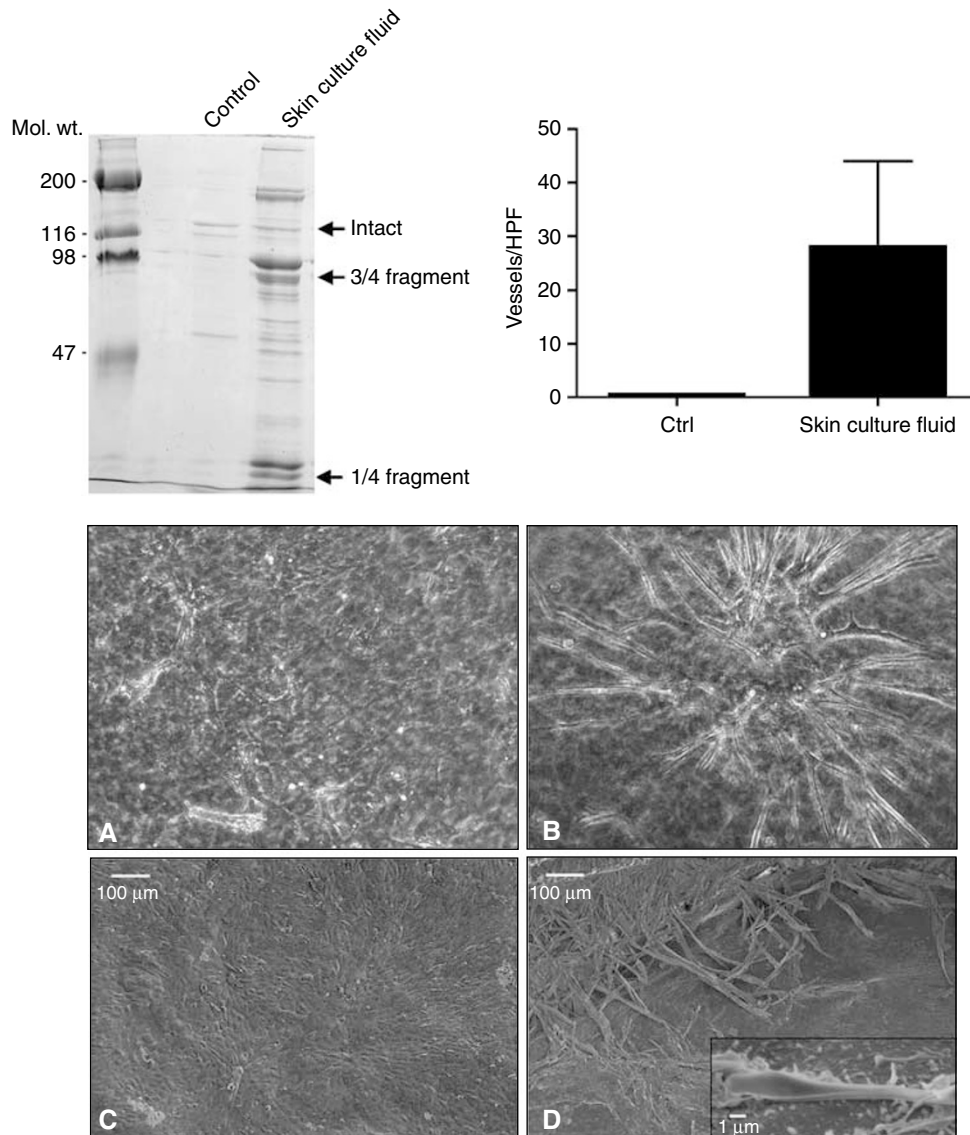 Control
Skin culture fluid
Mol. wt.
200
116
98
47
Intact
3/4 fragment
1/4 fragment
50
40
30
20
10
0
Vessels/HPF
Ctrl
Skin culture fluid
A
B
100 μm
C
100 μm
D
1 μm